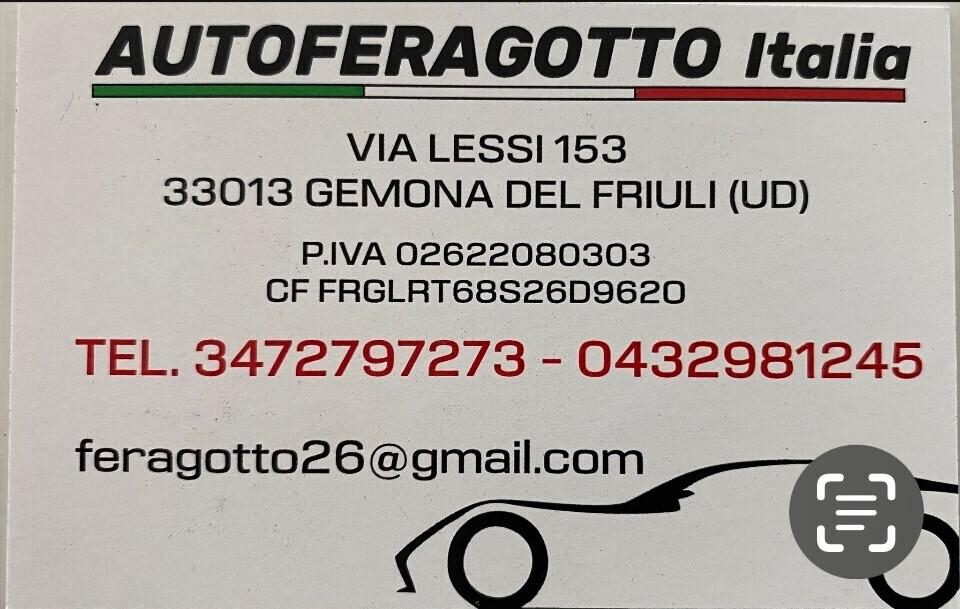 AUTOFERAGOTTO Italia
VIA LESSI 153
33013 GEMONA DEL FRIULI (UD)
P.IVA 02622080303
CF FRGLRT68S26D962O
TEL. 3472797273 - 0432981245
feragotto26@gmail.com